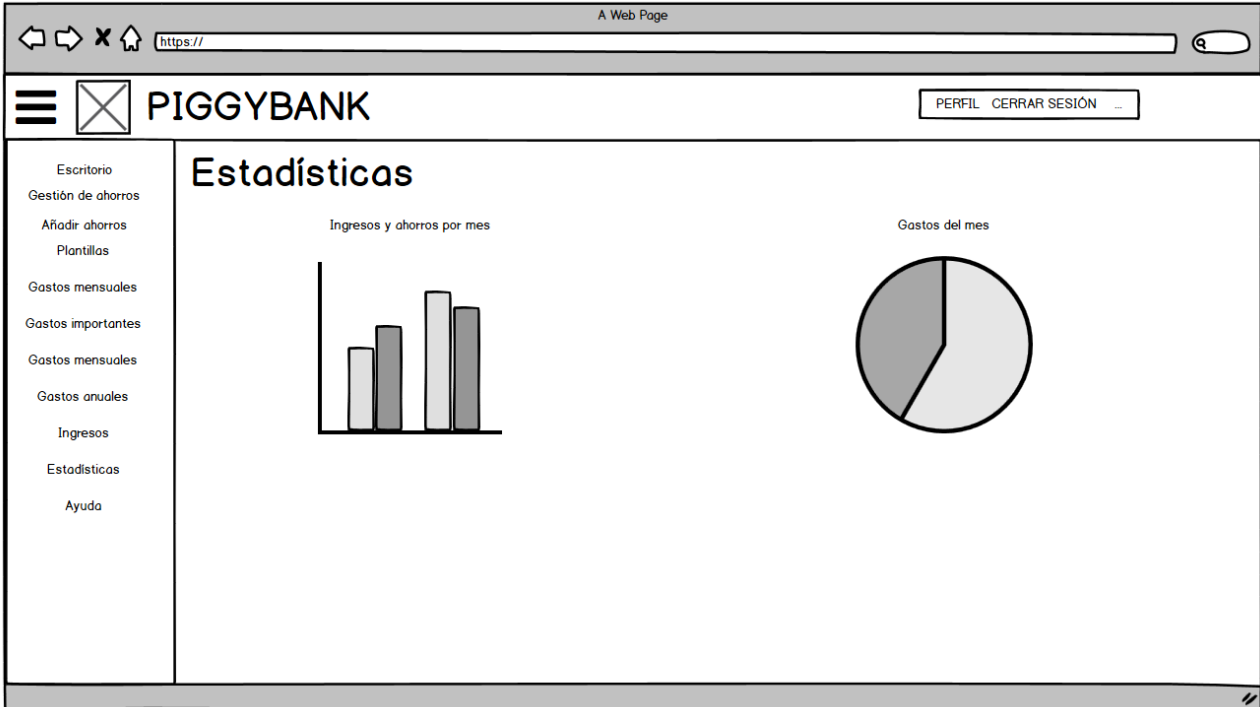 A Web Page
https://
PIGGYBANK
PERFIL CERRAR SESIÓN ...
Escritorio
Gestión de ahorros
Añadir ahorros
Plantillas
Gastos mensuales
Gastos importantes
Gastos mensuales
Gastos anuales
Ingresos
Estadísticas
Ayuda
Estadísticas
Ingresos y ahorros por mes
Gastos del mes